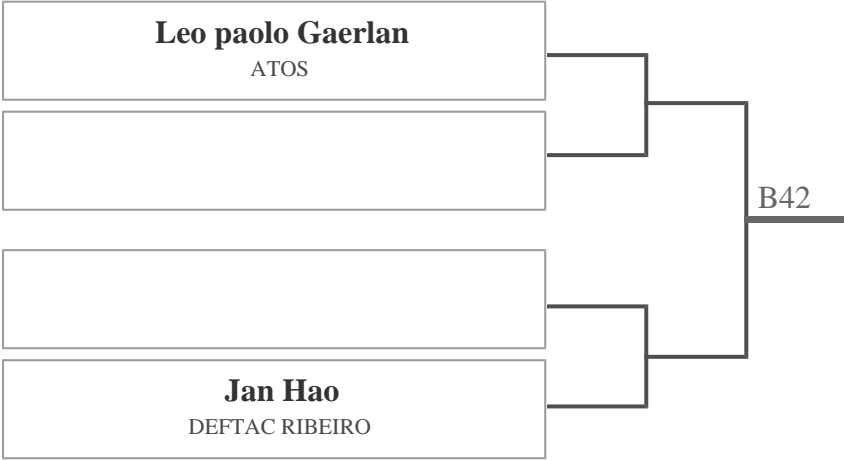 Leo paolo Gaerlan
ATOS
B42
Jan Hao
DEFTAC RIBEIRO